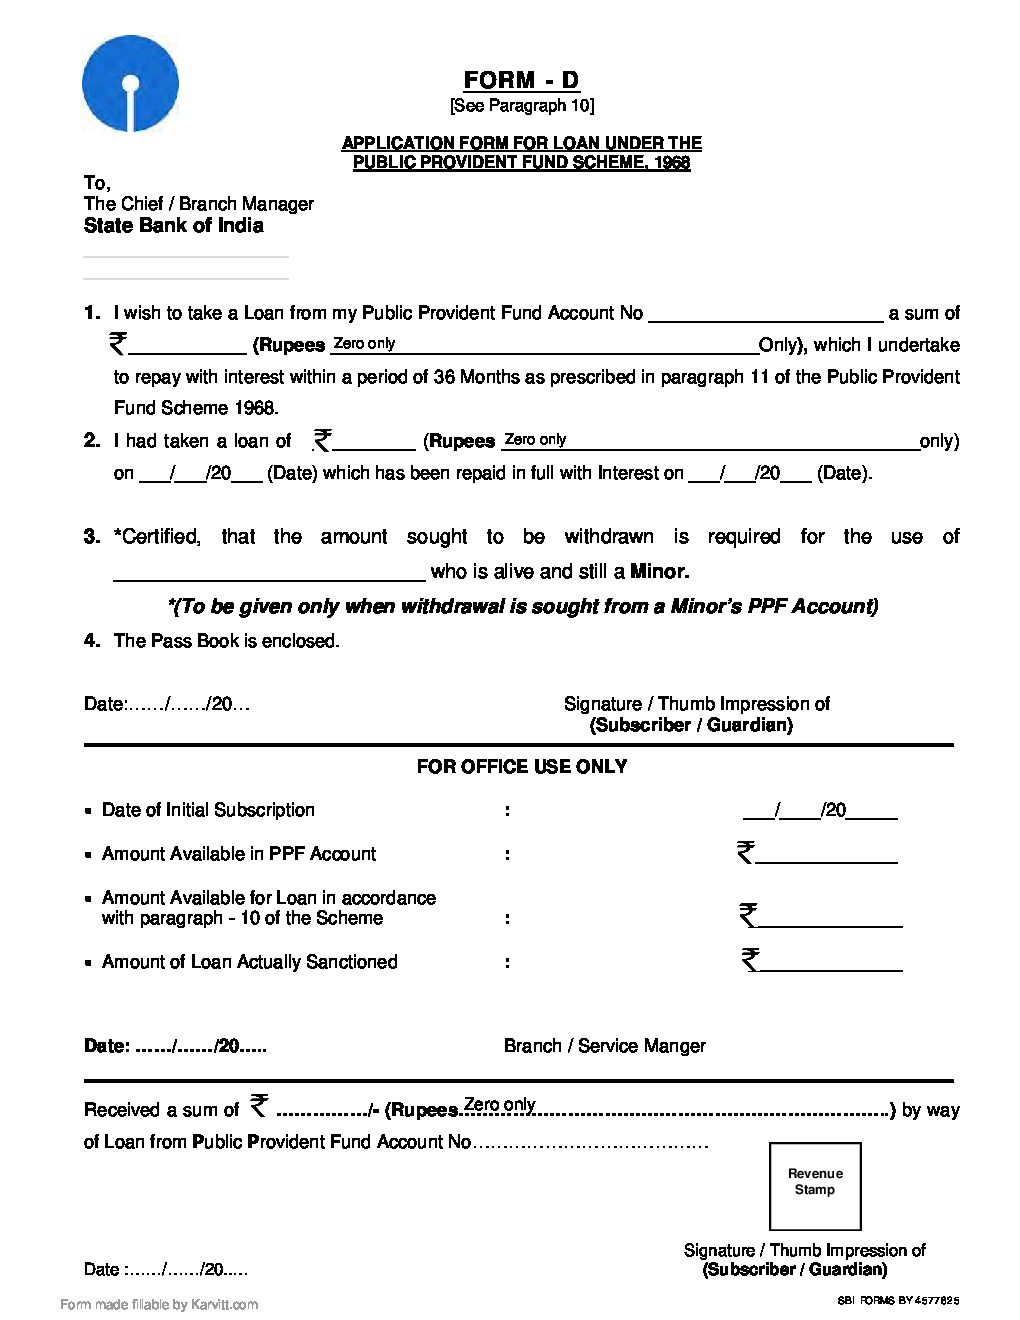 FORM - D
[See Paragraph 10]
APPLICATION FORM FOR LOAN UNDER THE
PUBLIC PROVIDENT FUND SCHEME, 1968
To,
The Chief / Branch Manager
State Bank of India
1. I wish to take a Loan from my Public Provident Fund Account No ________________________ a sum of
₹____________ (Rupees Zero only Only), which I undertake
to repay with interest within a period of 36 Months as prescribed in paragraph 11 of the Public Provident
Fund Scheme 1968.
2. I had taken a loan of ₹________ (Rupees Zero only only)
on ___/___/20___ (Date) which has been repaid in full with Interest on ___/___/20___ (Date).
3. *Certified, that the amount sought to be withdrawn is required for the use of
________________________________ who is alive and still a Minor.
*(To be given only when withdrawal is sought from a Minor's PPF Account)
4. The Pass Book is enclosed.
Date:....../....../20... Signature / Thumb Impression of
(Subscriber / Guardian)
FOR OFFICE USE ONLY
▪ Date of Initial Subscription : ___/____/20_____
▪ Amount Available in PPF Account : ₹______________
▪ Amount Available for Loan in accordance
with paragraph - 10 of the Scheme : ₹______________
▪ Amount of Loan Actually Sanctioned : ₹______________
Date: ....../....../20..... Branch / Service Manger
Received a sum of ₹ .............../- (Rupees Zero only ) by way
of Loan from Public Provident Fund Account No.......................................
Revenue
Stamp
Signature / Thumb Impression of
Date :....../....../20..... (Subscriber / Guardian)
Form made fillable by Karvitt.com SBI FORMS BY 4577825